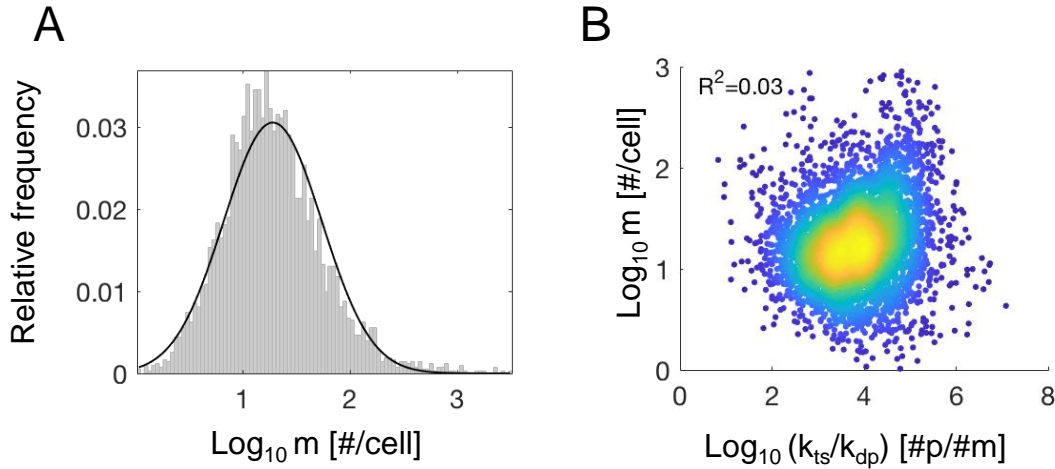 A
Relative frequency
0.03
0.02
0.01
0
1
2
3
Log₁₀ m [#/cell]
B
R²=0.03
Log₁₀ m [#/cell]
3
2
1
0
0
2
4
6
8
Log₁₀ (kₜₛ/k_dp) [#p/#m]